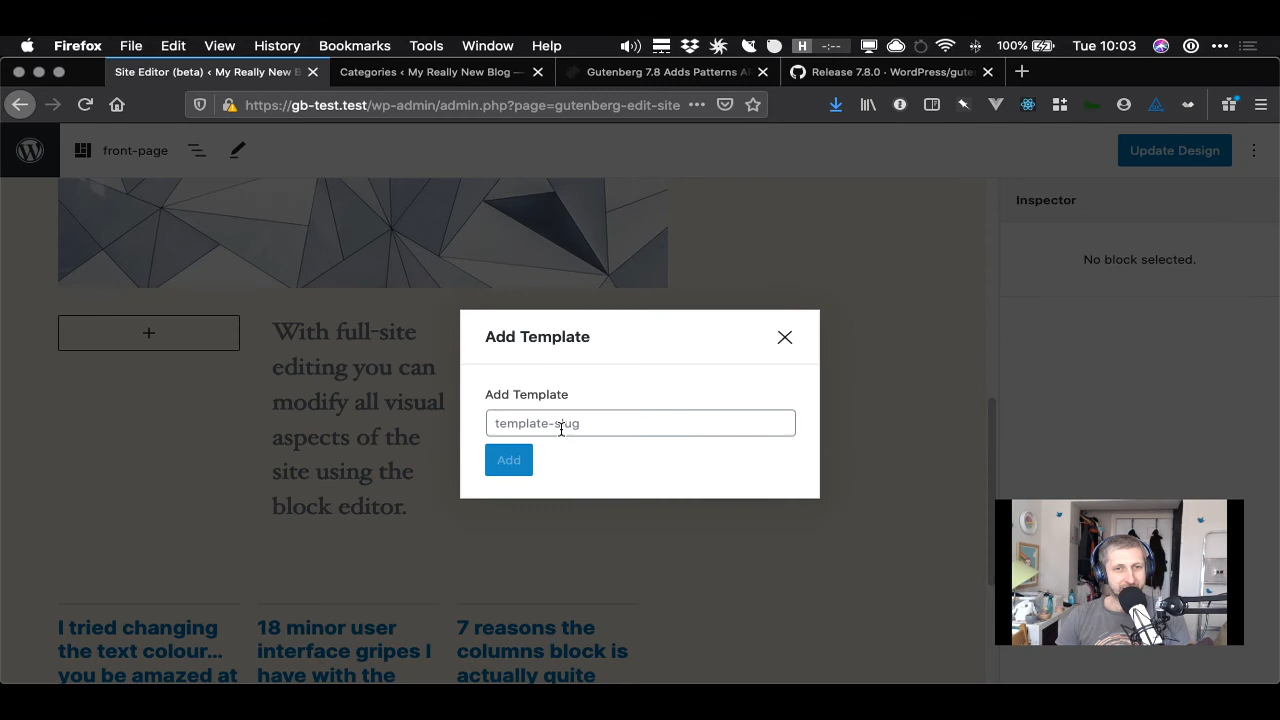 Firefox File Edit View History Bookmarks Tools Window Help H -:-- 100% Tue 10:03
Site Editor (beta) ‹ My Really New B
Categories ‹ My Really New Blog —
Gutenberg 7.8 Adds Patterns A
Release 7.8.0 · WordPress/gute
https://gb-test.test/wp-admin/admin.php?page=gutenberg-edit-site
front-page
Update Design
Inspector
No block selected.
With full-site
editing you can
modify all visual
aspects of the
site using the
block editor.
Add Template
Add Template
template-slug
Add
I tried changing
the text colour...
you be amazed at
18 minor user
interface gripes I
have with the
7 reasons the
columns block is
actually quite